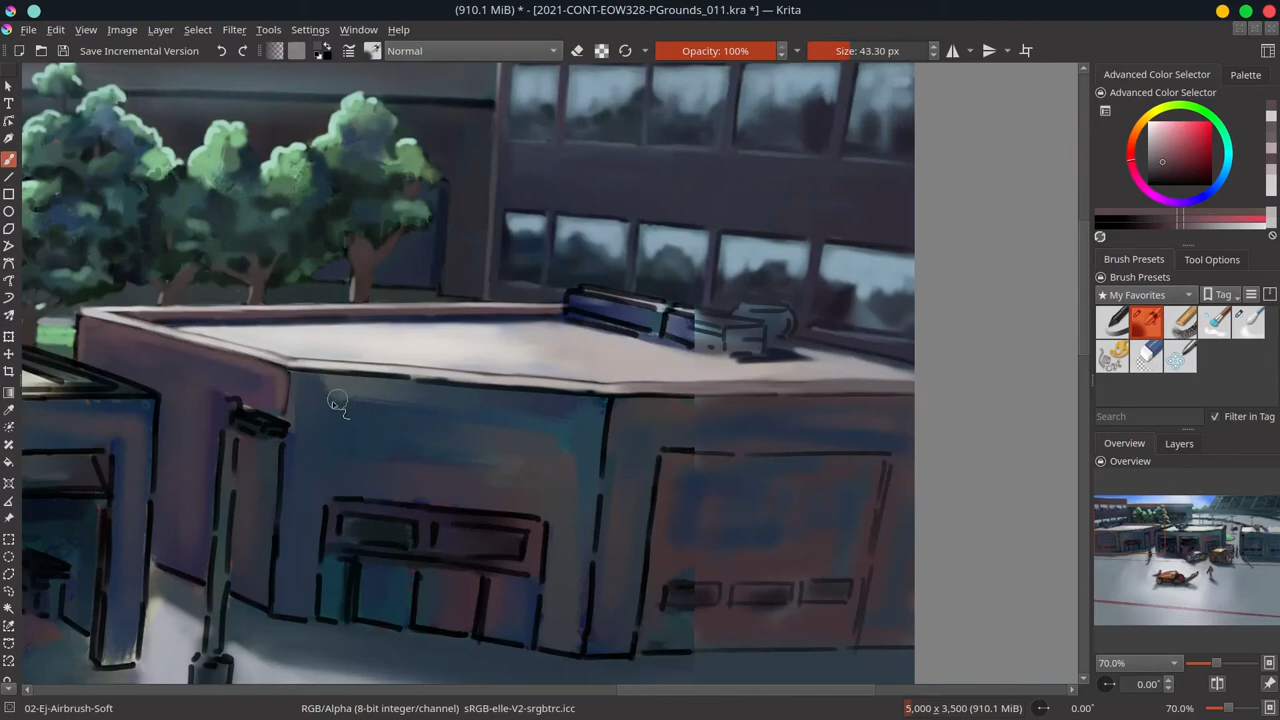 (910.1 MiB) * - [2021-CONT-EOW328-PGrounds_011.kra *] — Krita
File Edit View Image Layer Select Filter Tools Settings Window Help
Save Incremental Version Normal Opacity: 100% Size: 43.30 px
Advanced Color Selector Palette
Advanced Color Selector
Brush Presets Tool Options
Brush Presets
★ My Favorites Tag
Search Filter in Tag
Overview Layers
Overview
70.0% 0.00°
02-Ej-Airbrush-Soft RGB/Alpha (8-bit integer/channel) sRGB-elle-V2-srgbtrc.icc 5,000 x 3,500 (910.1 MiB) 0.00° 70.0%